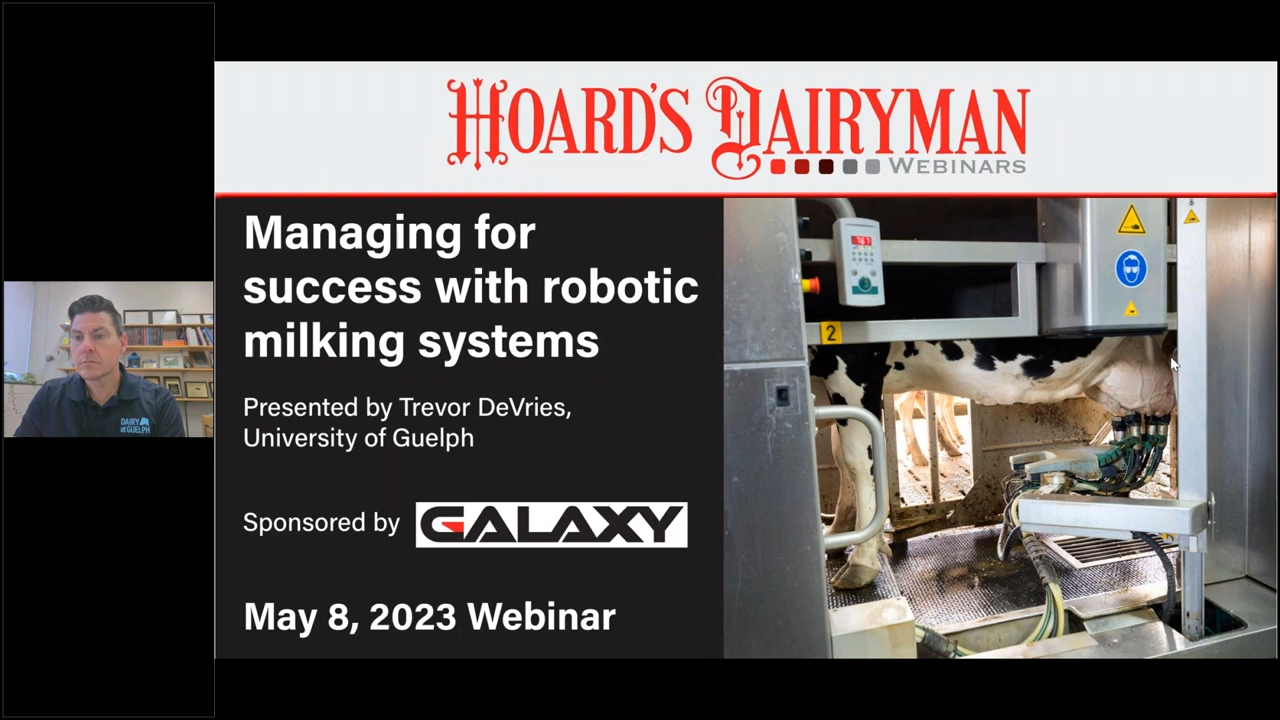 HOARD'S DAIRYMAN
WEBINARS
Managing for
success with robotic
milking systems
Presented by Trevor DeVries,
University of Guelph
Sponsored by GALAXY
May 8, 2023 Webinar
DAIRY
at GUELPH
2